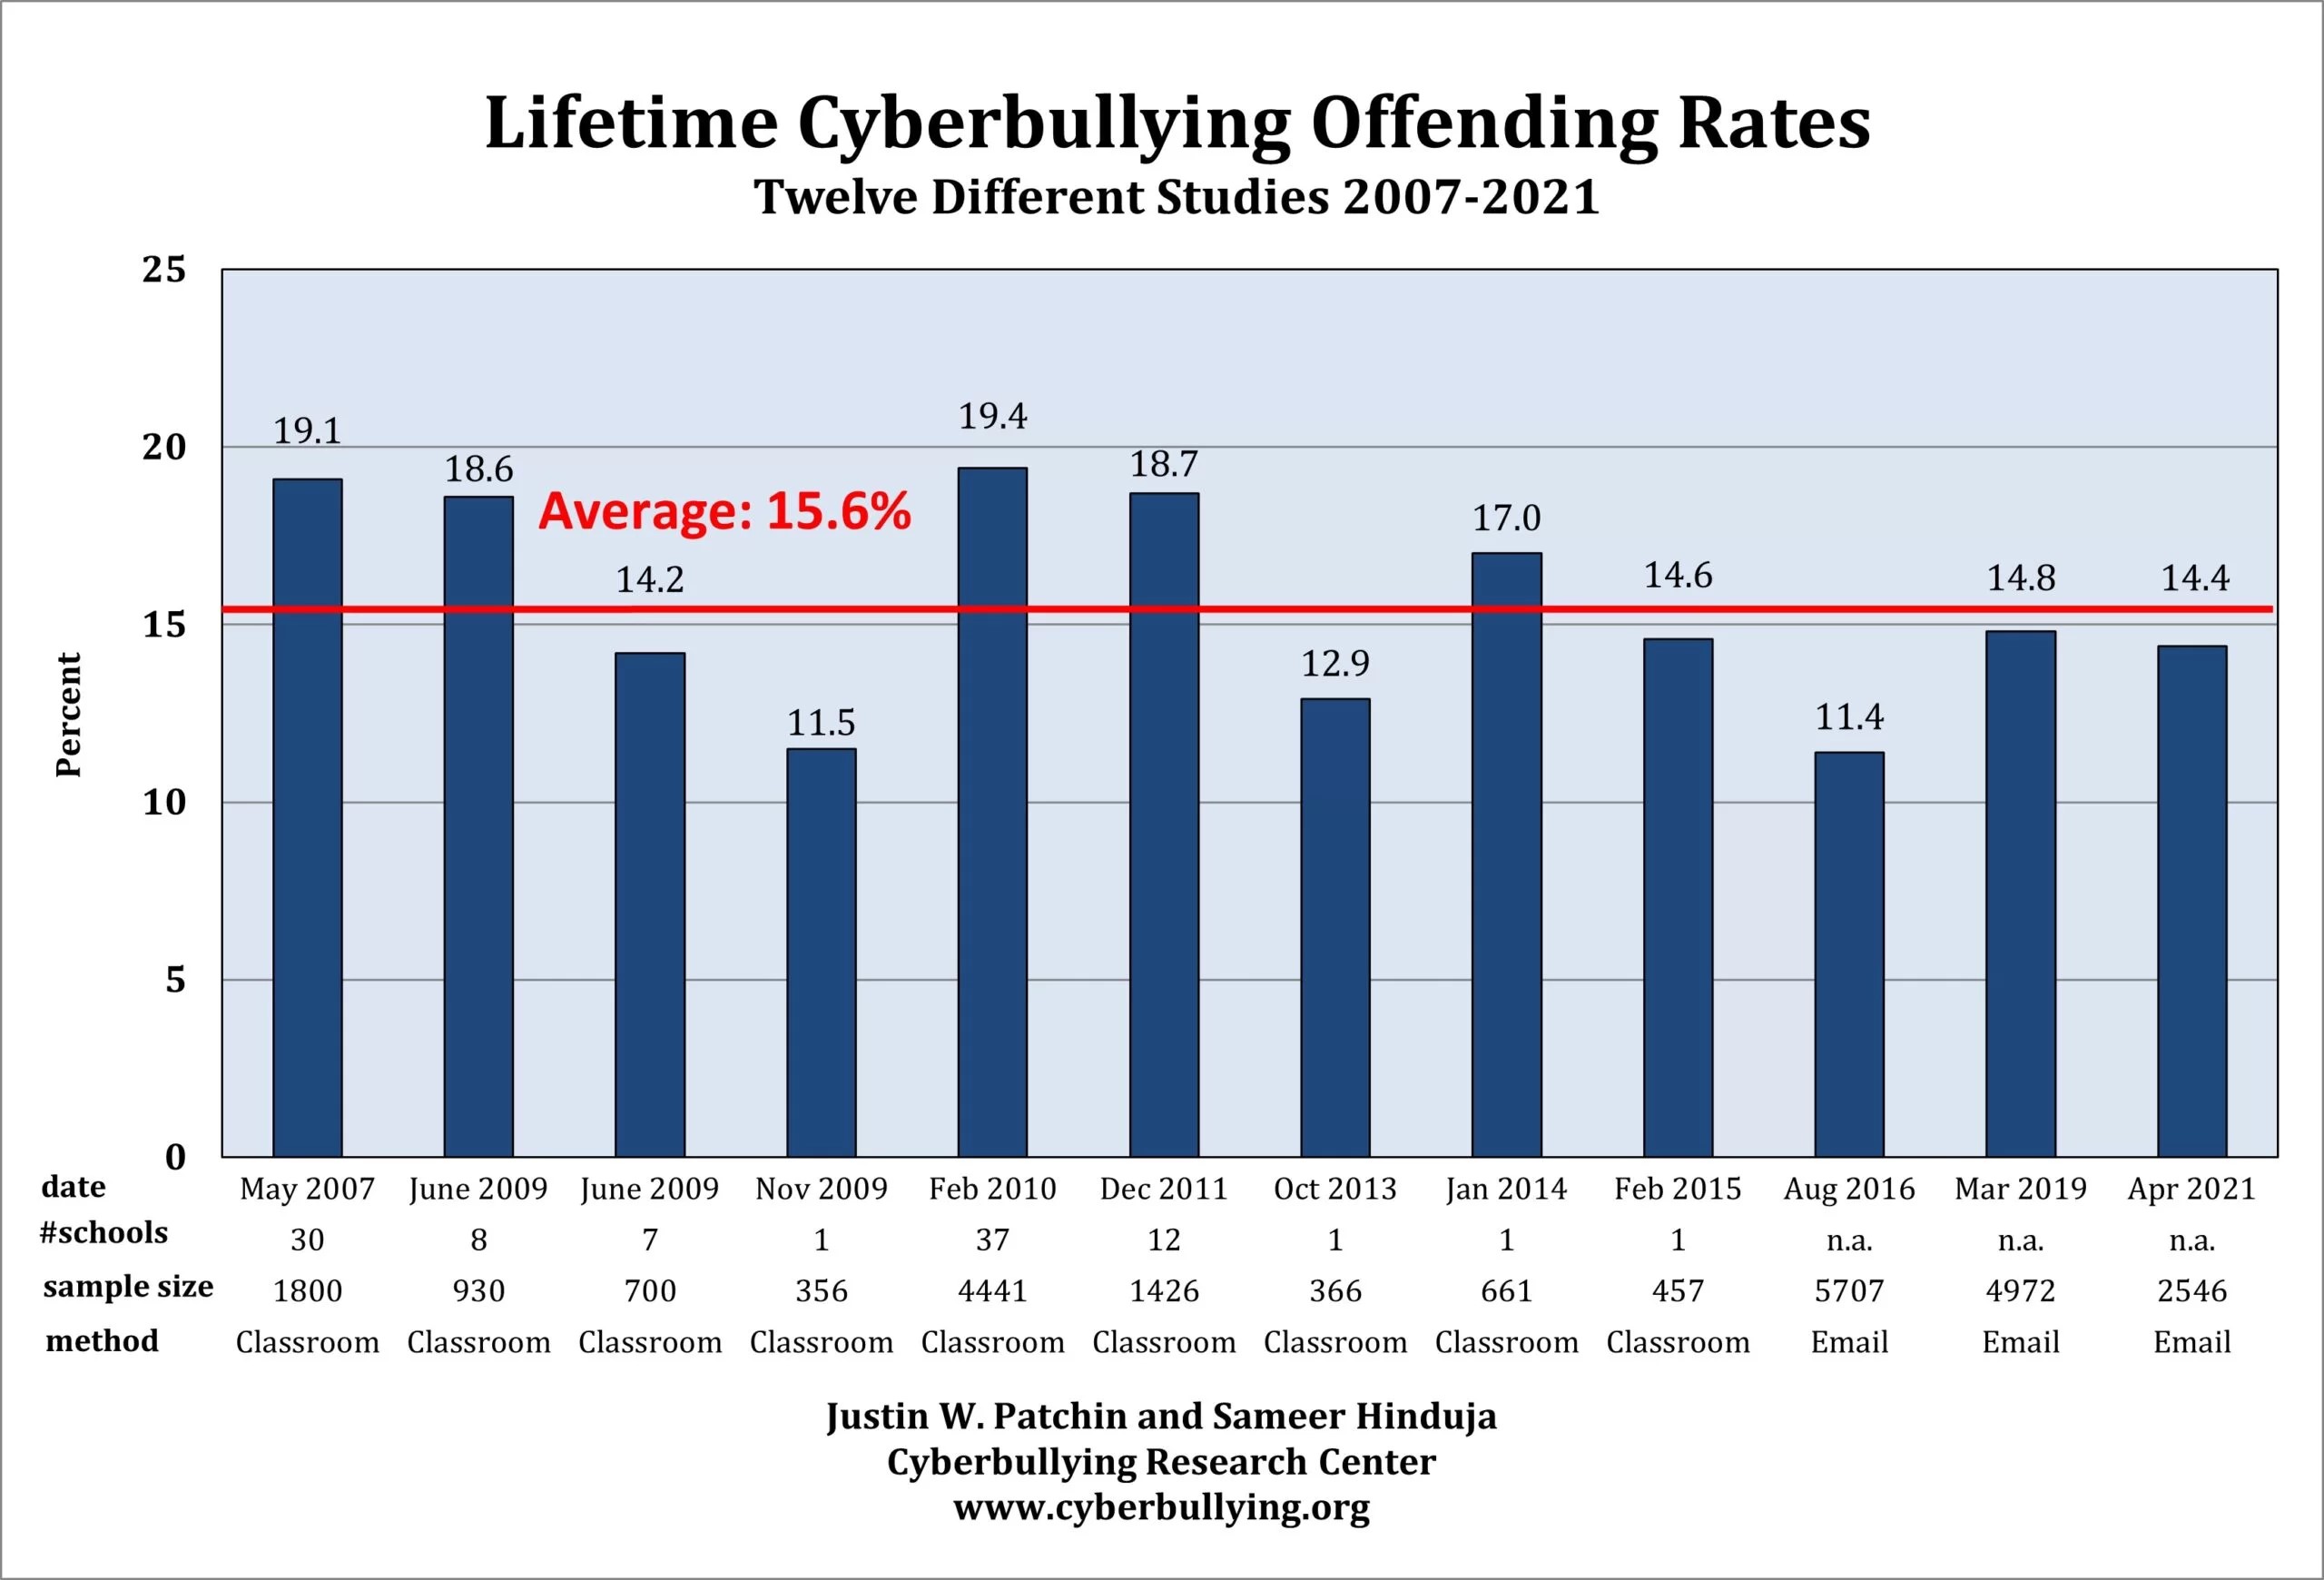 Lifetime Cyberbullying Offending Rates
Twelve Different Studies 2007-2021
25
20
15
10
5
0
Percent
19.1
18.6
14.2
11.5
19.4
18.7
12.9
17.0
14.6
11.4
14.8
14.4
Average: 15.6%
date May 2007 June 2009 June 2009 Nov 2009 Feb 2010 Dec 2011 Oct 2013 Jan 2014 Feb 2015 Aug 2016 Mar 2019 Apr 2021
#schools 30 8 7 1 37 12 1 1 1 n.a. n.a. n.a.
sample size 1800 930 700 356 4441 1426 366 661 457 5707 4972 2546
method Classroom Classroom Classroom Classroom Classroom Classroom Classroom Classroom Classroom Email Email Email
Justin W. Patchin and Sameer Hinduja
Cyberbullying Research Center
www.cyberbullying.org